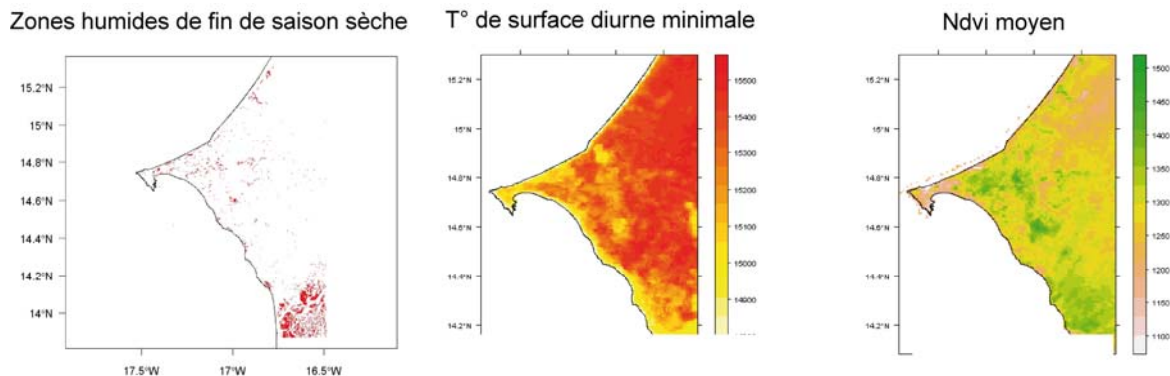 Zones humides de fin de saison sèche
15.2°N
15°N
14.8°N
14.6°N
14.4°N
14.2°N
14°N
17.5°W
17°W
16.5°W
T° de surface diurne minimale
15.2°N
15°N
14.8°N
14.6°N
14.4°N
14.2°N
15500
15400
15300
15200
15100
15000
14900
Ndvi moyen
15.2°N
15°N
14.8°N
14.6°N
14.4°N
14.2°N
1500
1450
1400
1350
1300
1250
1200
1150
1100